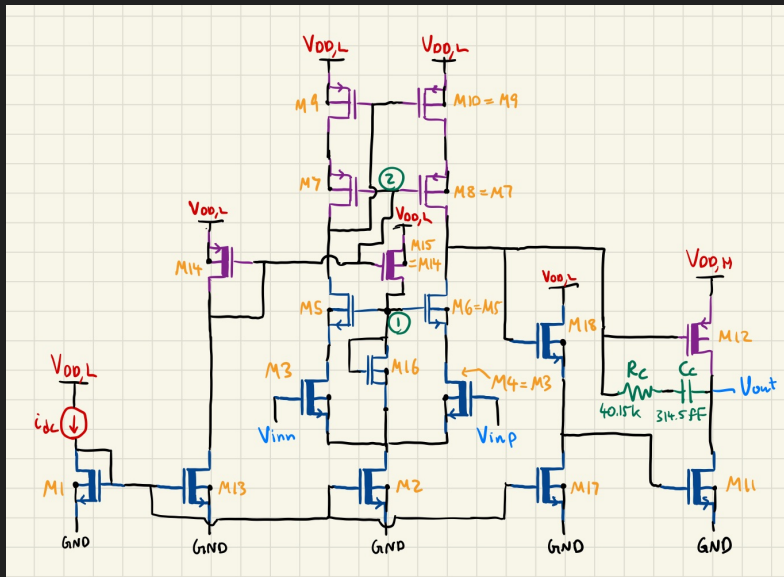 VDD,L
VDD,L
M9
M10 = M9
M7
②
M8 = M7
VDD,L
VDD,L
M14
M15
= M14
VDD,H
VDD,L
M5
①
M6 = M5
M18
M12
VDD,L
M3
M16
M4 = M3
Rc
Cc
Vout
40.15k
314.5fF
idc
Vinn
Vinp
M1
M13
M2
M17
M11
GND
GND
GND
GND
GND